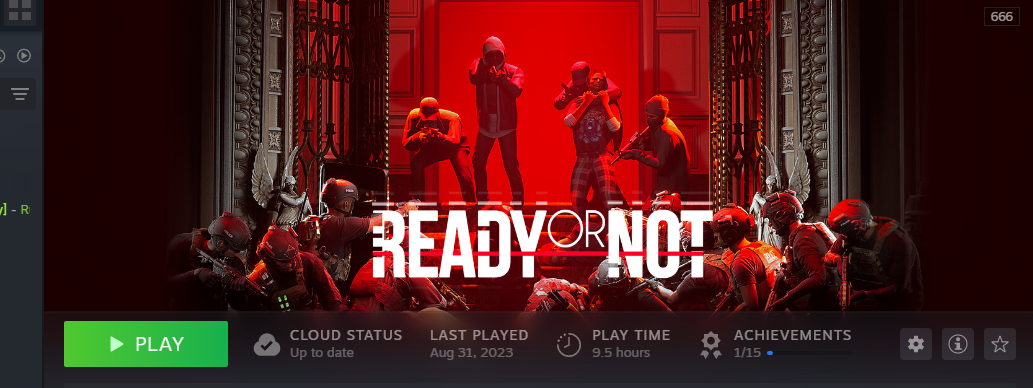 666
y] - R
READY OR NOT
PLAY
CLOUD STATUS
Up to date
LAST PLAYED
Aug 31, 2023
PLAY TIME
9.5 hours
ACHIEVEMENTS
1/15